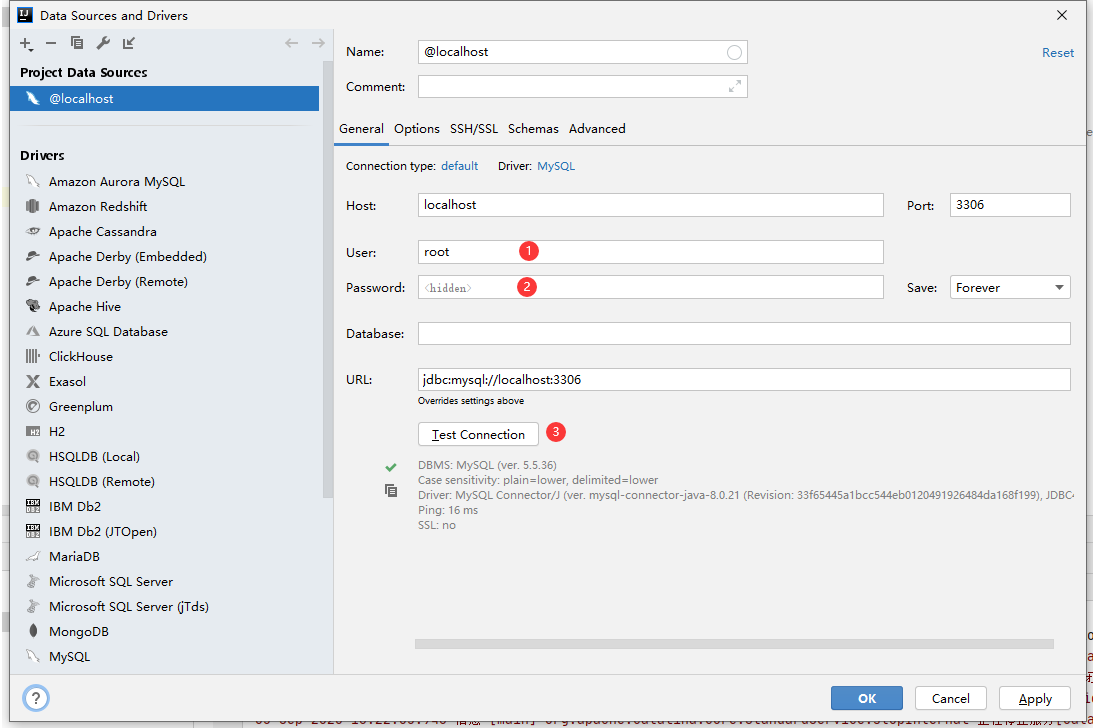 Data Sources and Drivers
Project Data Sources
@localhost
Drivers
Amazon Aurora MySQL
Amazon Redshift
Apache Cassandra
Apache Derby (Embedded)
Apache Derby (Remote)
Apache Hive
Azure SQL Database
ClickHouse
Exasol
Greenplum
H2
HSQLDB (Local)
HSQLDB (Remote)
IBM Db2
IBM Db2 (JTOpen)
MariaDB
Microsoft SQL Server
Microsoft SQL Server (jTds)
MongoDB
MySQL
Name: @localhost
Reset
Comment:
General Options SSH/SSL Schemas Advanced
Connection type: default Driver: MySQL
Host: localhost Port: 3306
User: root 1
Password: <hidden> 2 Save: Forever
Database:
URL: jdbc:mysql://localhost:3306
Overrides settings above
Test Connection 3
DBMS: MySQL (ver. 5.5.36)
Case sensitivity: plain=lower, delimited=lower
Driver: MySQL Connector/J (ver. mysql-connector-java-8.0.21 (Revision: 33f65445a1bcc544eb0120491926484da168f199), JDBC4
Ping: 16 ms
SSL: no
? OK Cancel Apply